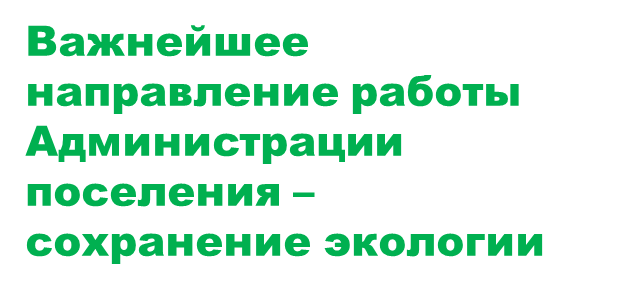 Важнейшее
направление работы
Администрации
поселения –
сохранение экологии